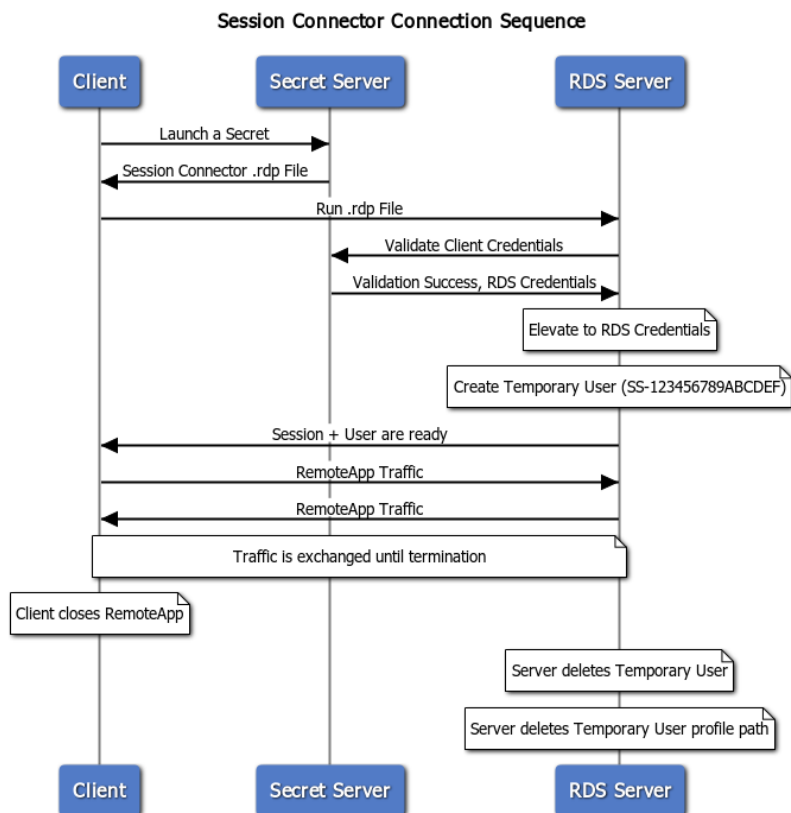 Session Connector Connection Sequence
Client
Secret Server
RDS Server
Launch a Secret
Session Connector .rdp File
Run .rdp File
Validate Client Credentials
Validation Success, RDS Credentials
Elevate to RDS Credentials
Create Temporary User (SS-123456789ABCDEF)
Session + User are ready
RemoteApp Traffic
RemoteApp Traffic
Traffic is exchanged until termination
Client closes RemoteApp
Server deletes Temporary User
Server deletes Temporary User profile path
Client
Secret Server
RDS Server